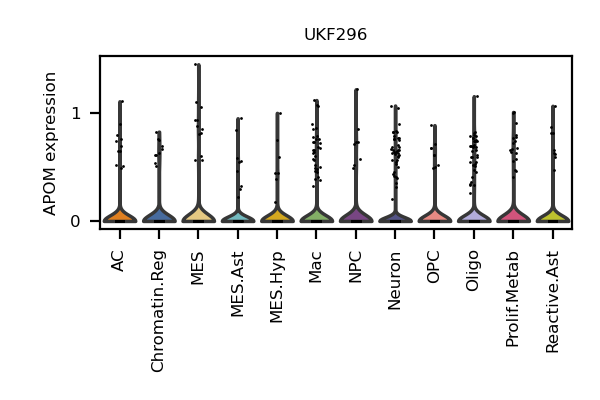 UKF296
APOM expression
1
0
AC
Chromatin.Reg
MES
MES.Ast
MES.Hyp
Mac
NPC
Neuron
OPC
Oligo
Prolif.Metab
Reactive.Ast